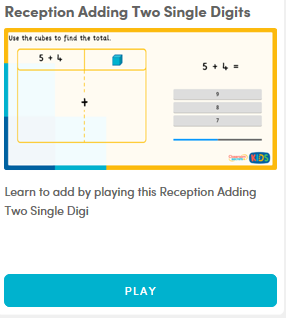 Reception Adding Two Single Digits
Use the cubes to find the total.
5 + 4
+
5 + 4 =
9
8
7
KIDS
Learn to add by playing this Reception Adding
Two Single Digi
PLAY